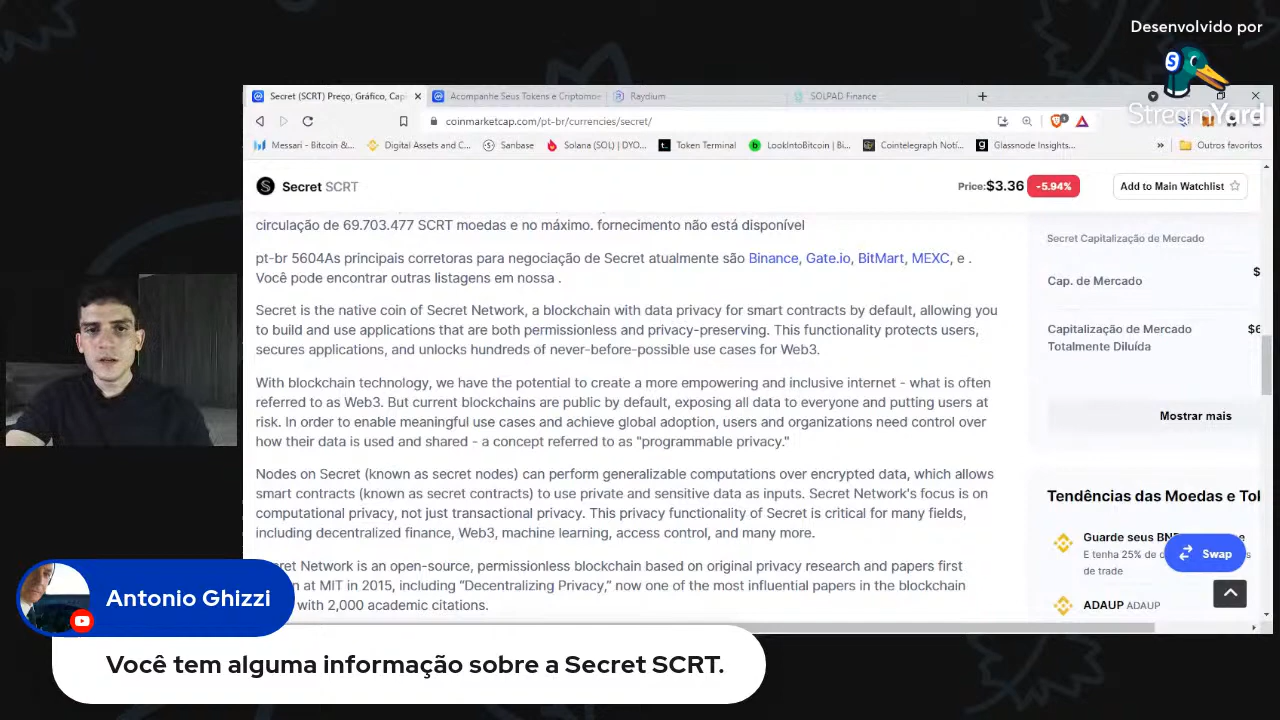 Desenvolvido por
StreamYard
Secret (SCRT) Preço, Gráfico, Cap
Acompanhe Seus Tokens e Criptomo
Raydium
SOLPAD Finance
coinmarketcap.com/pt-br/currencies/secret/
Messari - Bitcoin &...
Digital Assets and C...
Sanbase
Solana (SOL) | DYO...
Token Terminal
LookIntoBitcoin | Bi...
Cointelegraph Notí...
Glassnode Insights...
»
Outros favoritos
Secret SCRT
Price:$3.36 -5.94%
Add to Main Watchlist
circulação de 69.703.477 SCRT moedas e no máximo. fornecimento não está disponível
pt-br 5604As principais corretoras para negociação de Secret atualmente são Binance, Gate.io, BitMart, MEXC, e .
Você pode encontrar outras listagens em nossa .
Secret is the native coin of Secret Network, a blockchain with data privacy for smart contracts by default, allowing you
to build and use applications that are both permissionless and privacy-preserving. This functionality protects users,
secures applications, and unlocks hundreds of never-before-possible use cases for Web3.
With blockchain technology, we have the potential to create a more empowering and inclusive internet - what is often
referred to as Web3. But current blockchains are public by default, exposing all data to everyone and putting users at
risk. In order to enable meaningful use cases and achieve global adoption, users and organizations need control over
how their data is used and shared - a concept referred to as "programmable privacy."
Nodes on Secret (known as secret nodes) can perform generalizable computations over encrypted data, which allows
smart contracts (known as secret contracts) to use private and sensitive data as inputs. Secret Network's focus is on
computational privacy, not just transactional privacy. This privacy functionality of Secret is critical for many fields,
including decentralized finance, Web3, machine learning, access control, and many more.
Network is an open-source, permissionless blockchain based on original privacy research and papers first
at MIT in 2015, including “Decentralizing Privacy,” now one of the most influential papers in the blockchain
with 2,000 academic citations.
Secret Capitalização de Mercado
Cap. de Mercado
$
Capitalização de Mercado
Totalmente Diluída
$6
Mostrar mais
Tendências das Moedas e Tol
Guarde seus BN
E tenha 25% de
de trade
Swap
ADAUP ADAUP
Antonio Ghizzi
Você tem alguma informação sobre a Secret SCRT.